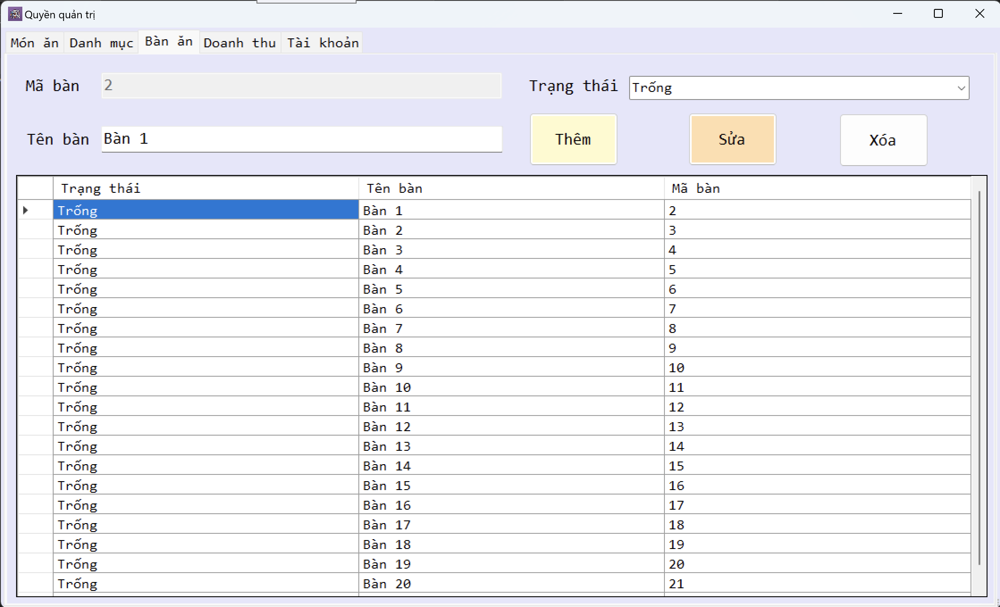 Quyền quản trị
Món ăn Danh mục Bàn ăn Doanh thu Tài khoản
Mã bàn 2 Trạng thái Trống
Tên bàn Bàn 1 Thêm Sửa Xóa
Trạng thái Tên bàn Mã bàn
Trống Bàn 1 2
Trống Bàn 2 3
Trống Bàn 3 4
Trống Bàn 4 5
Trống Bàn 5 6
Trống Bàn 6 7
Trống Bàn 7 8
Trống Bàn 8 9
Trống Bàn 9 10
Trống Bàn 10 11
Trống Bàn 11 12
Trống Bàn 12 13
Trống Bàn 13 14
Trống Bàn 14 15
Trống Bàn 15 16
Trống Bàn 16 17
Trống Bàn 17 18
Trống Bàn 18 19
Trống Bàn 19 20
Trống Bàn 20 21